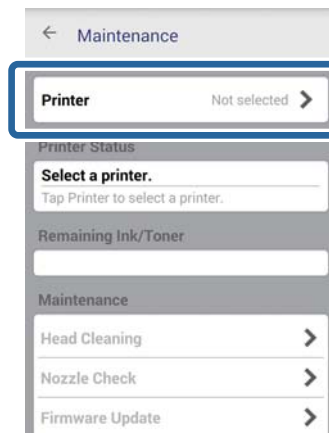 Maintenance
Printer Not selected
Printer Status
Select a printer.
Tap Printer to select a printer.
Remaining Ink/Toner
Maintenance
Head Cleaning
Nozzle Check
Firmware Update